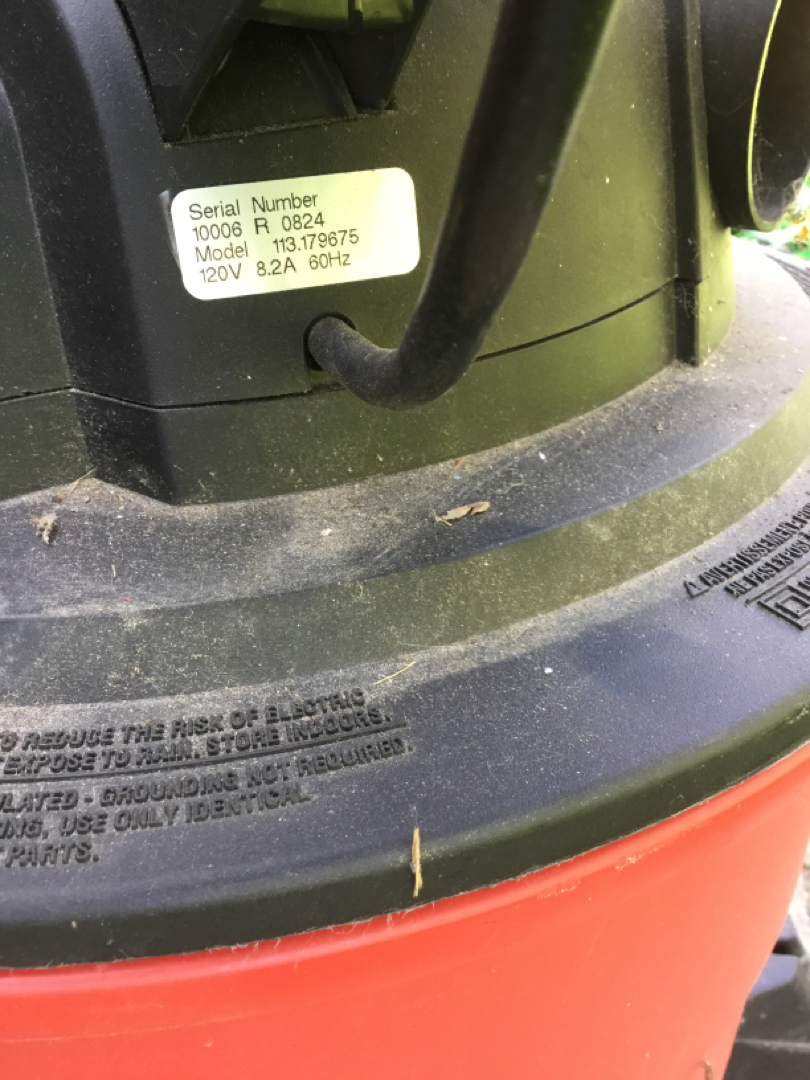 Serial Number
10006 R 0824
Model 113.179675
120V 8.2A 60Hz
AVERTISSEMENT
O REDUCE THE RISK OF ELECTRIC
EXPOSE TO RAIN. STORE INDOORS.
LATED - GROUNDING NOT REQUIRED.
ING, USE ONLY IDENTICAL
PARTS.